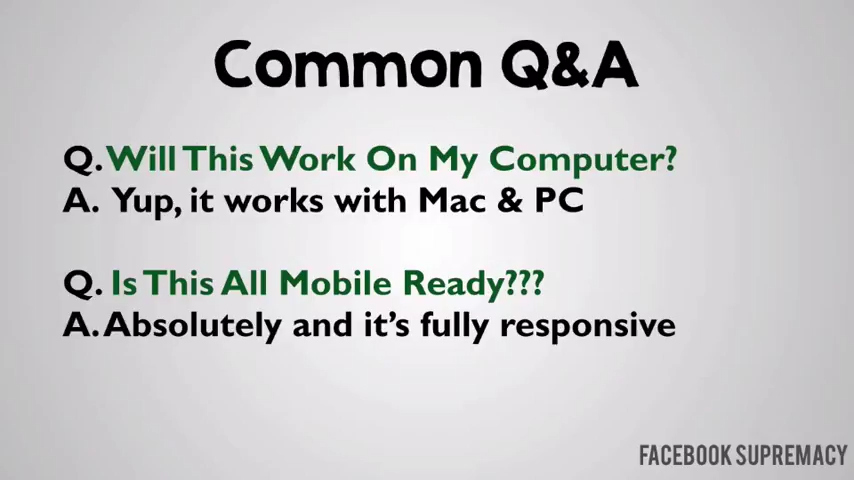 Common Q&A
Q. Will This Work On My Computer?
A. Yup, it works with Mac & PC
Q. Is This All Mobile Ready???
A. Absolutely and it's fully responsive
FACEBOOK SUPREMACY